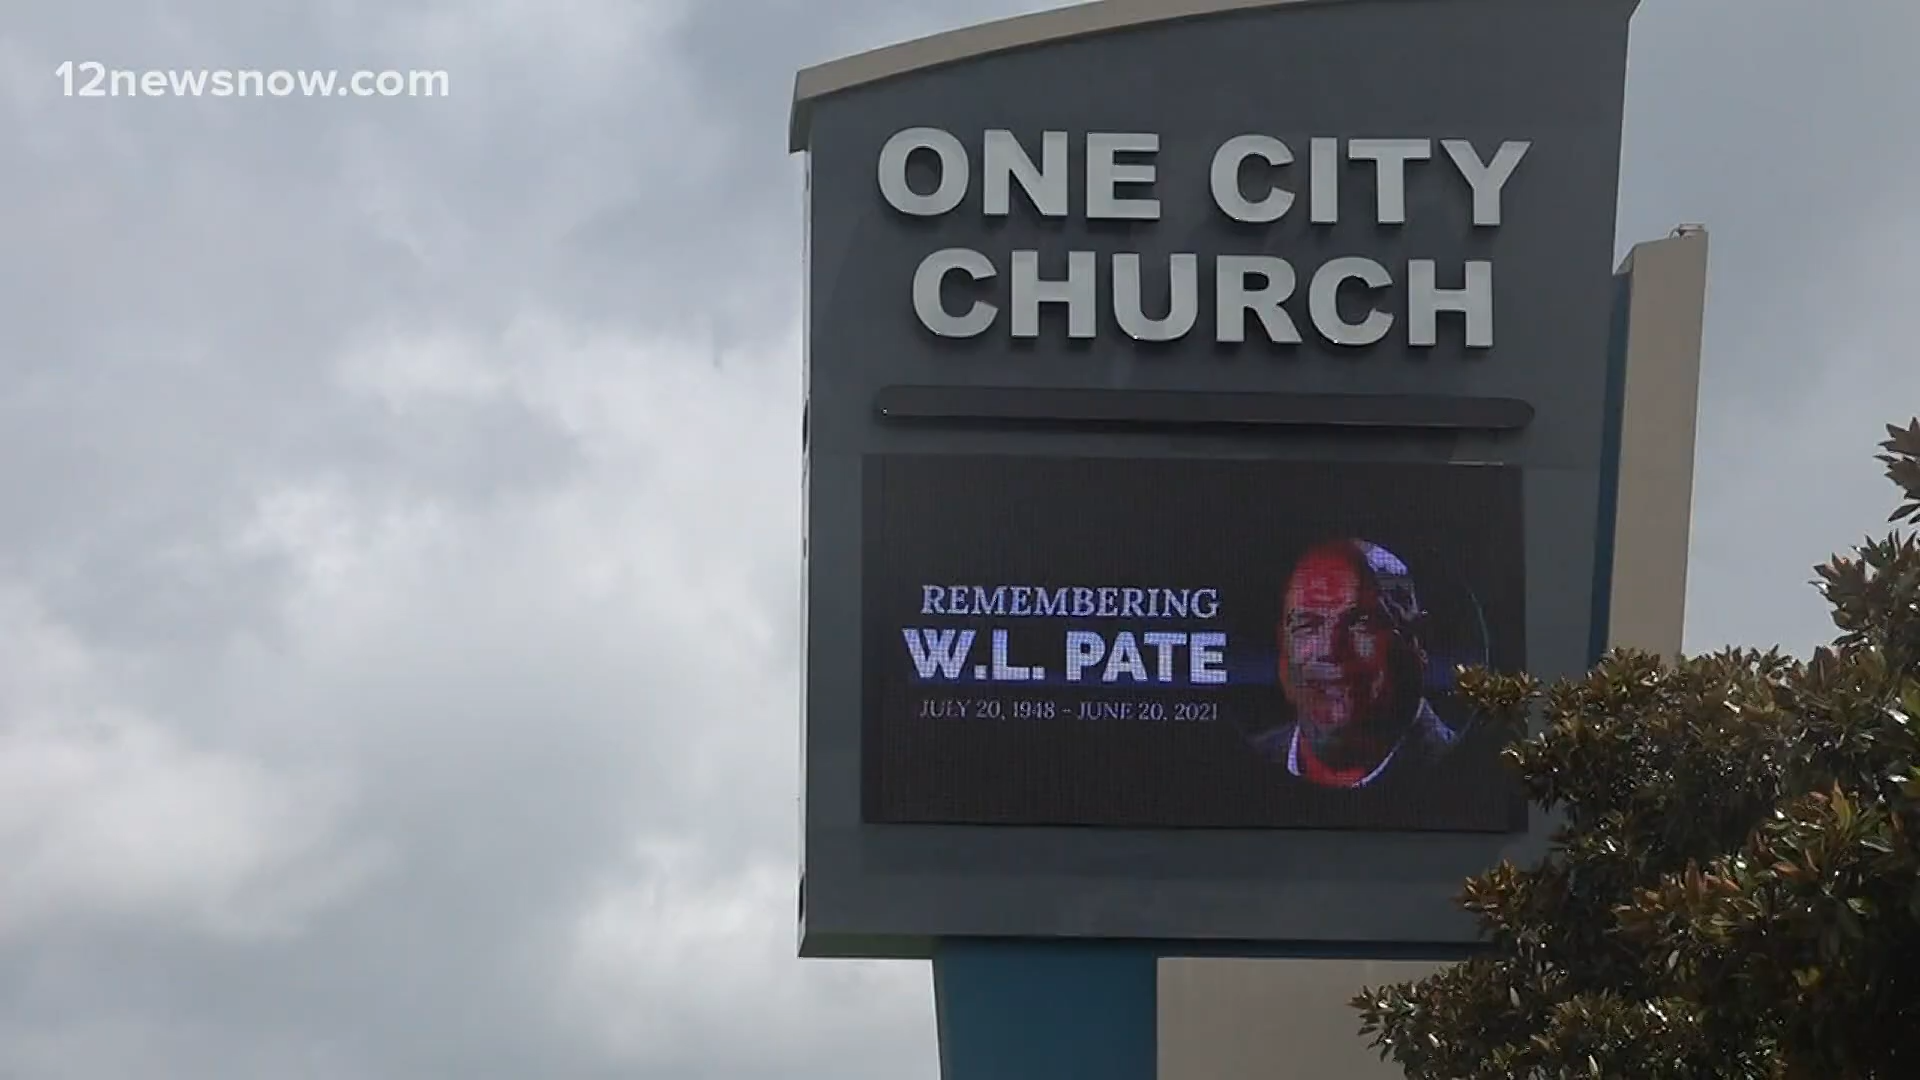 12newsnow.com
ONE CITY
CHURCH
REMEMBERING
W.L. PATE
JULY 20, 1948 - JUNE 20, 2021